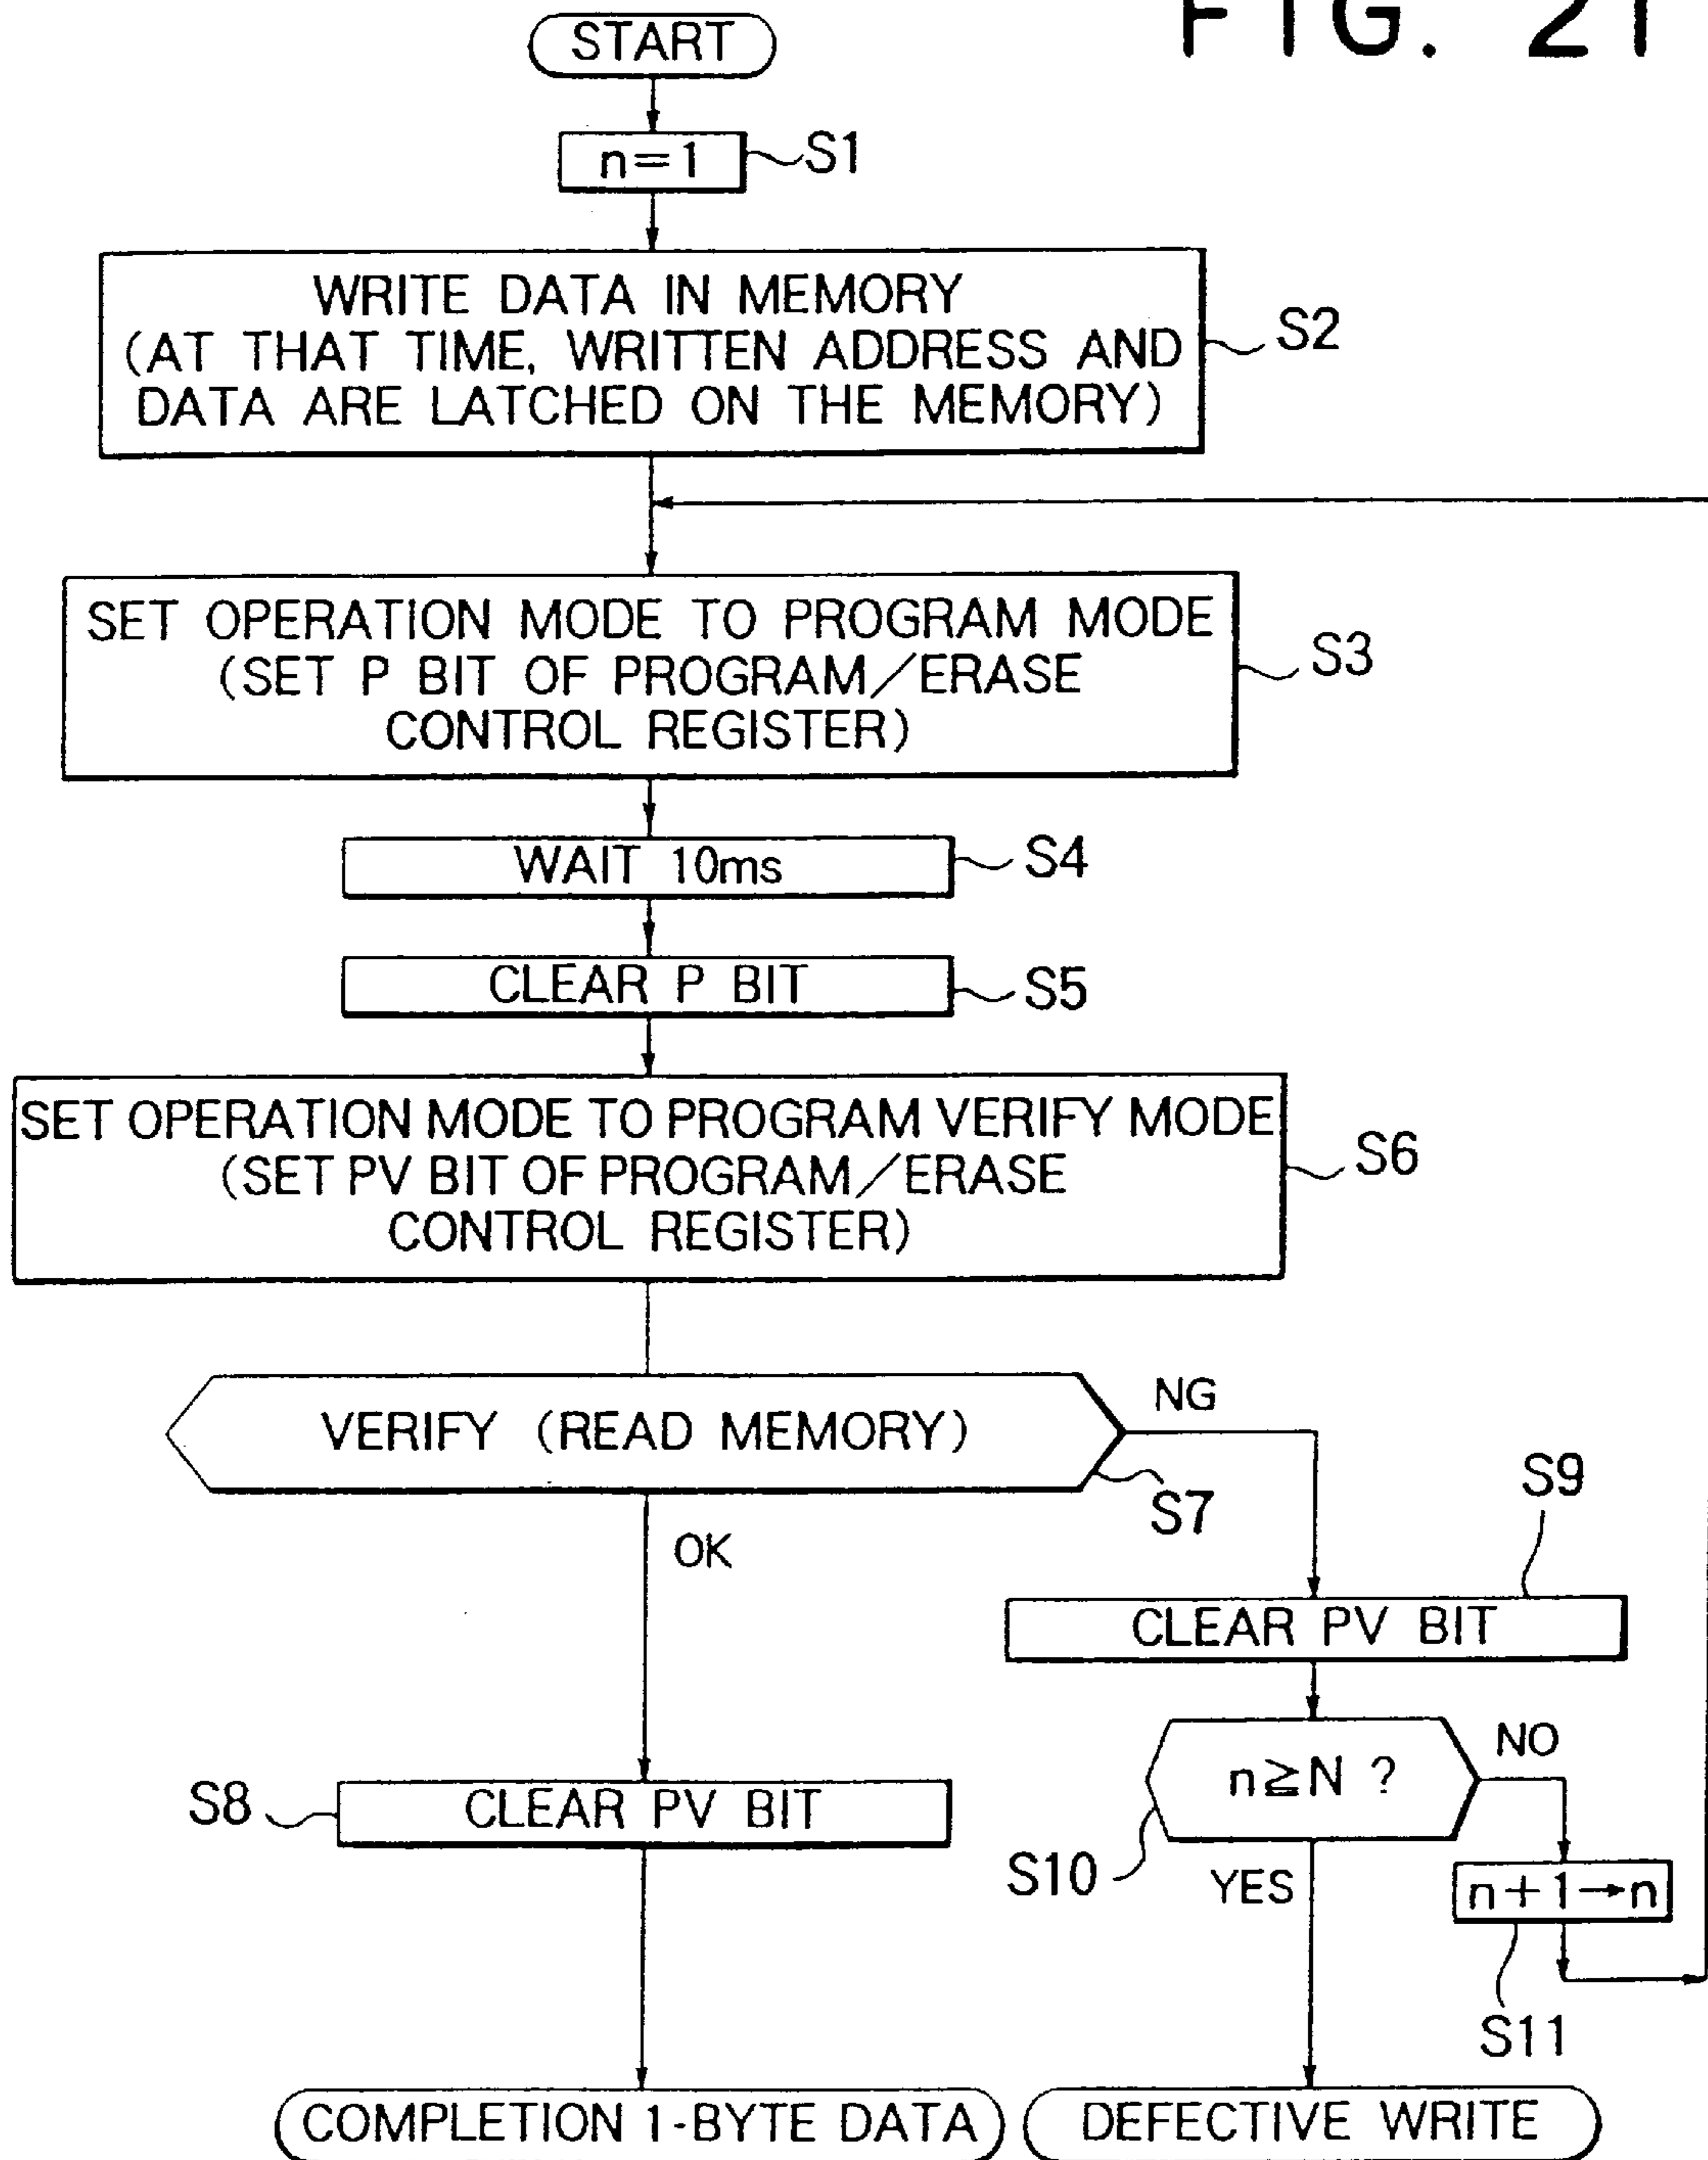 FIG. 21
START
n=1
S1
WRITE DATA IN MEMORY
(AT THAT TIME, WRITTEN ADDRESS AND
DATA ARE LATCHED ON THE MEMORY)
S2
SET OPERATION MODE TO PROGRAM MODE
(SET P BIT OF PROGRAM/ERASE
CONTROL REGISTER)
S3
WAIT 10ms
S4
CLEAR P BIT
S5
SET OPERATION MODE TO PROGRAM VERIFY MODE
(SET PV BIT OF PROGRAM/ERASE
CONTROL REGISTER)
S6
VERIFY (READ MEMORY)
NG
S7
OK
S9
CLEAR PV BIT
n≧N ?
NO
S10
YES
S8
CLEAR PV BIT
n+1→n
S11
COMPLETION 1-BYTE DATA
DEFECTIVE WRITE